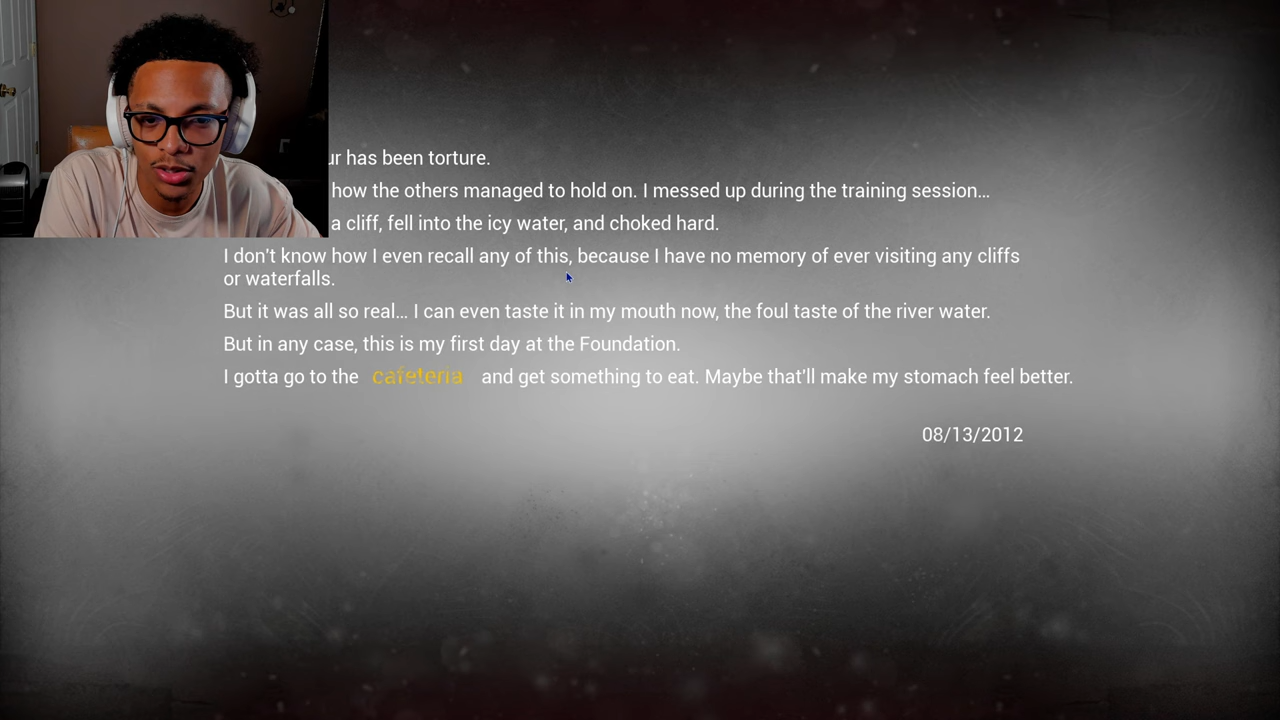 has been torture.
how the others managed to hold on. I messed up during the training session…
a cliff, fell into the icy water, and choked hard.
I don't know how I even recall any of this, because I have no memory of ever visiting any cliffs
or waterfalls.
But it was all so real… I can even taste it in my mouth now, the foul taste of the river water.
But in any case, this is my first day at the Foundation.
I gotta go to the cafeteria and get something to eat. Maybe that'll make my stomach feel better.
08/13/2012